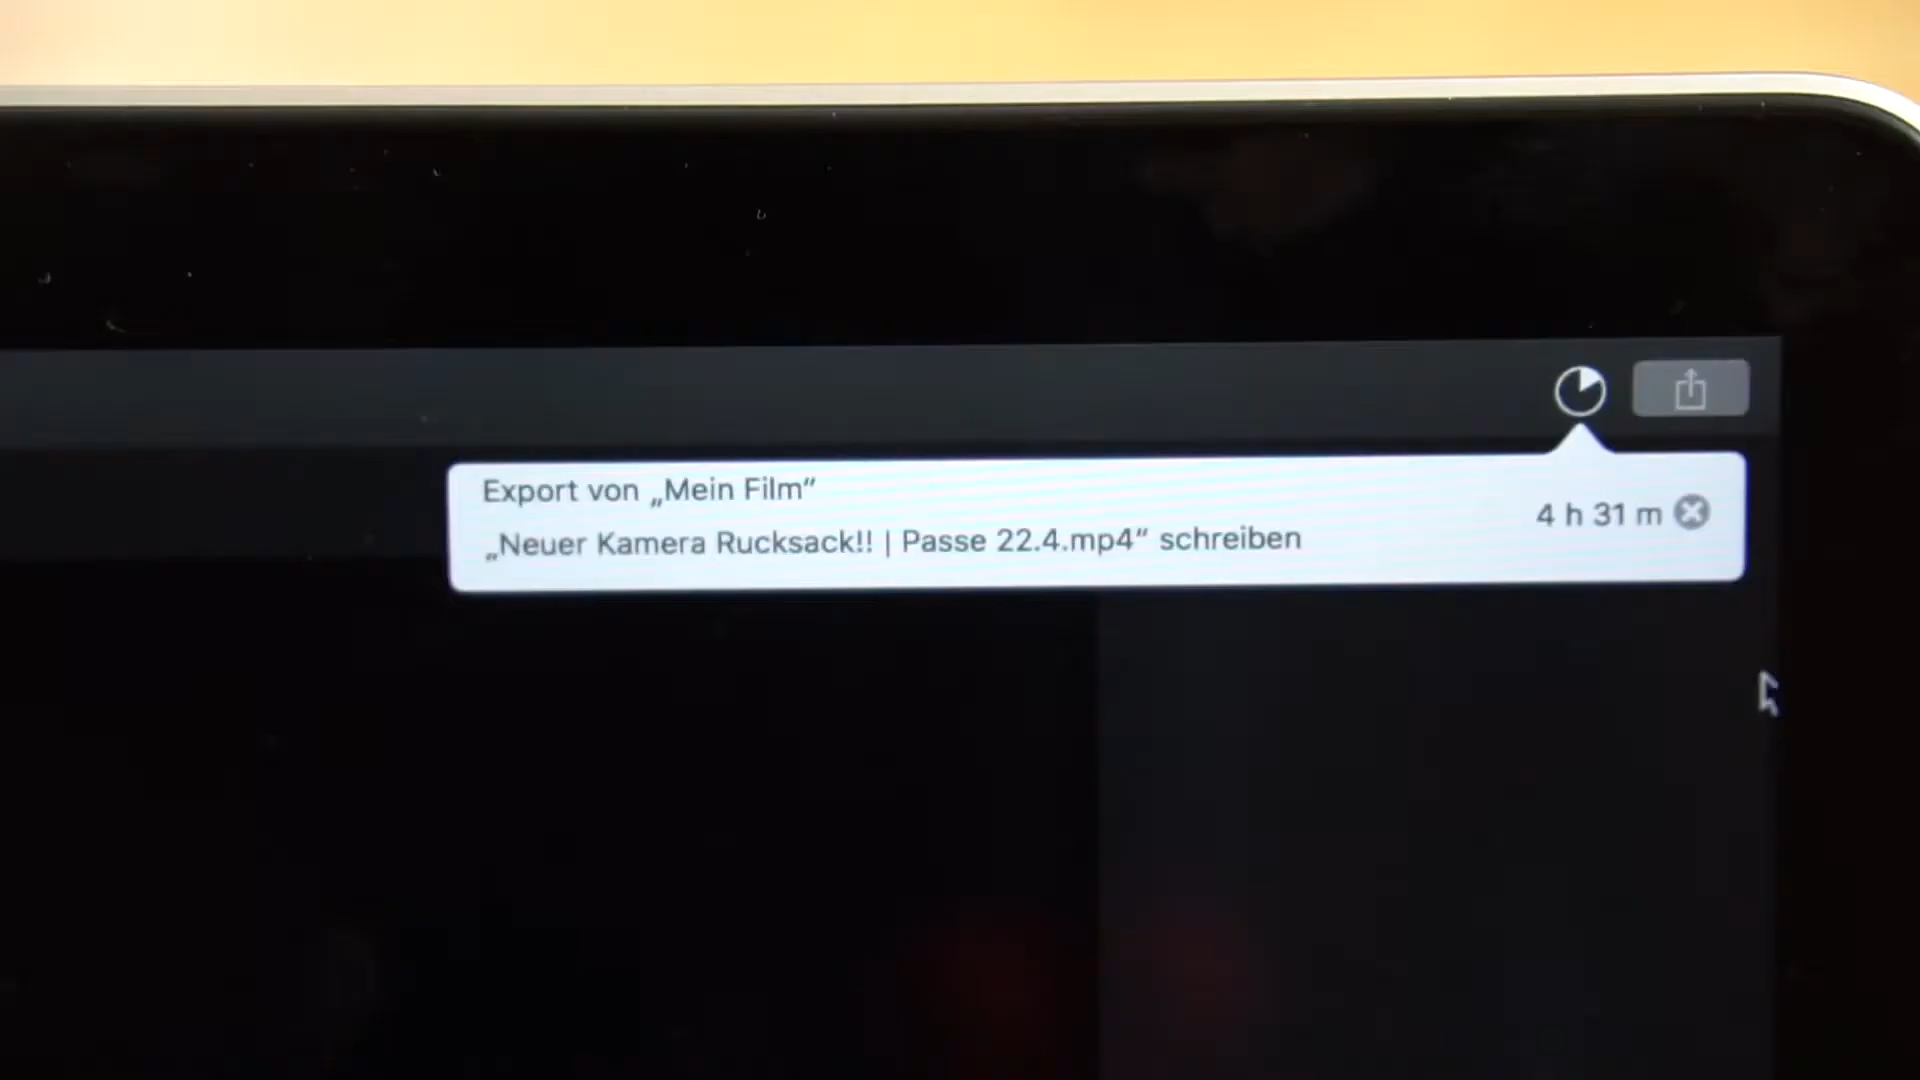 Export von „Mein Film“
„Neuer Kamera Rucksack!! | Passe 22.4.mp4“ schreiben
4 h 31 m